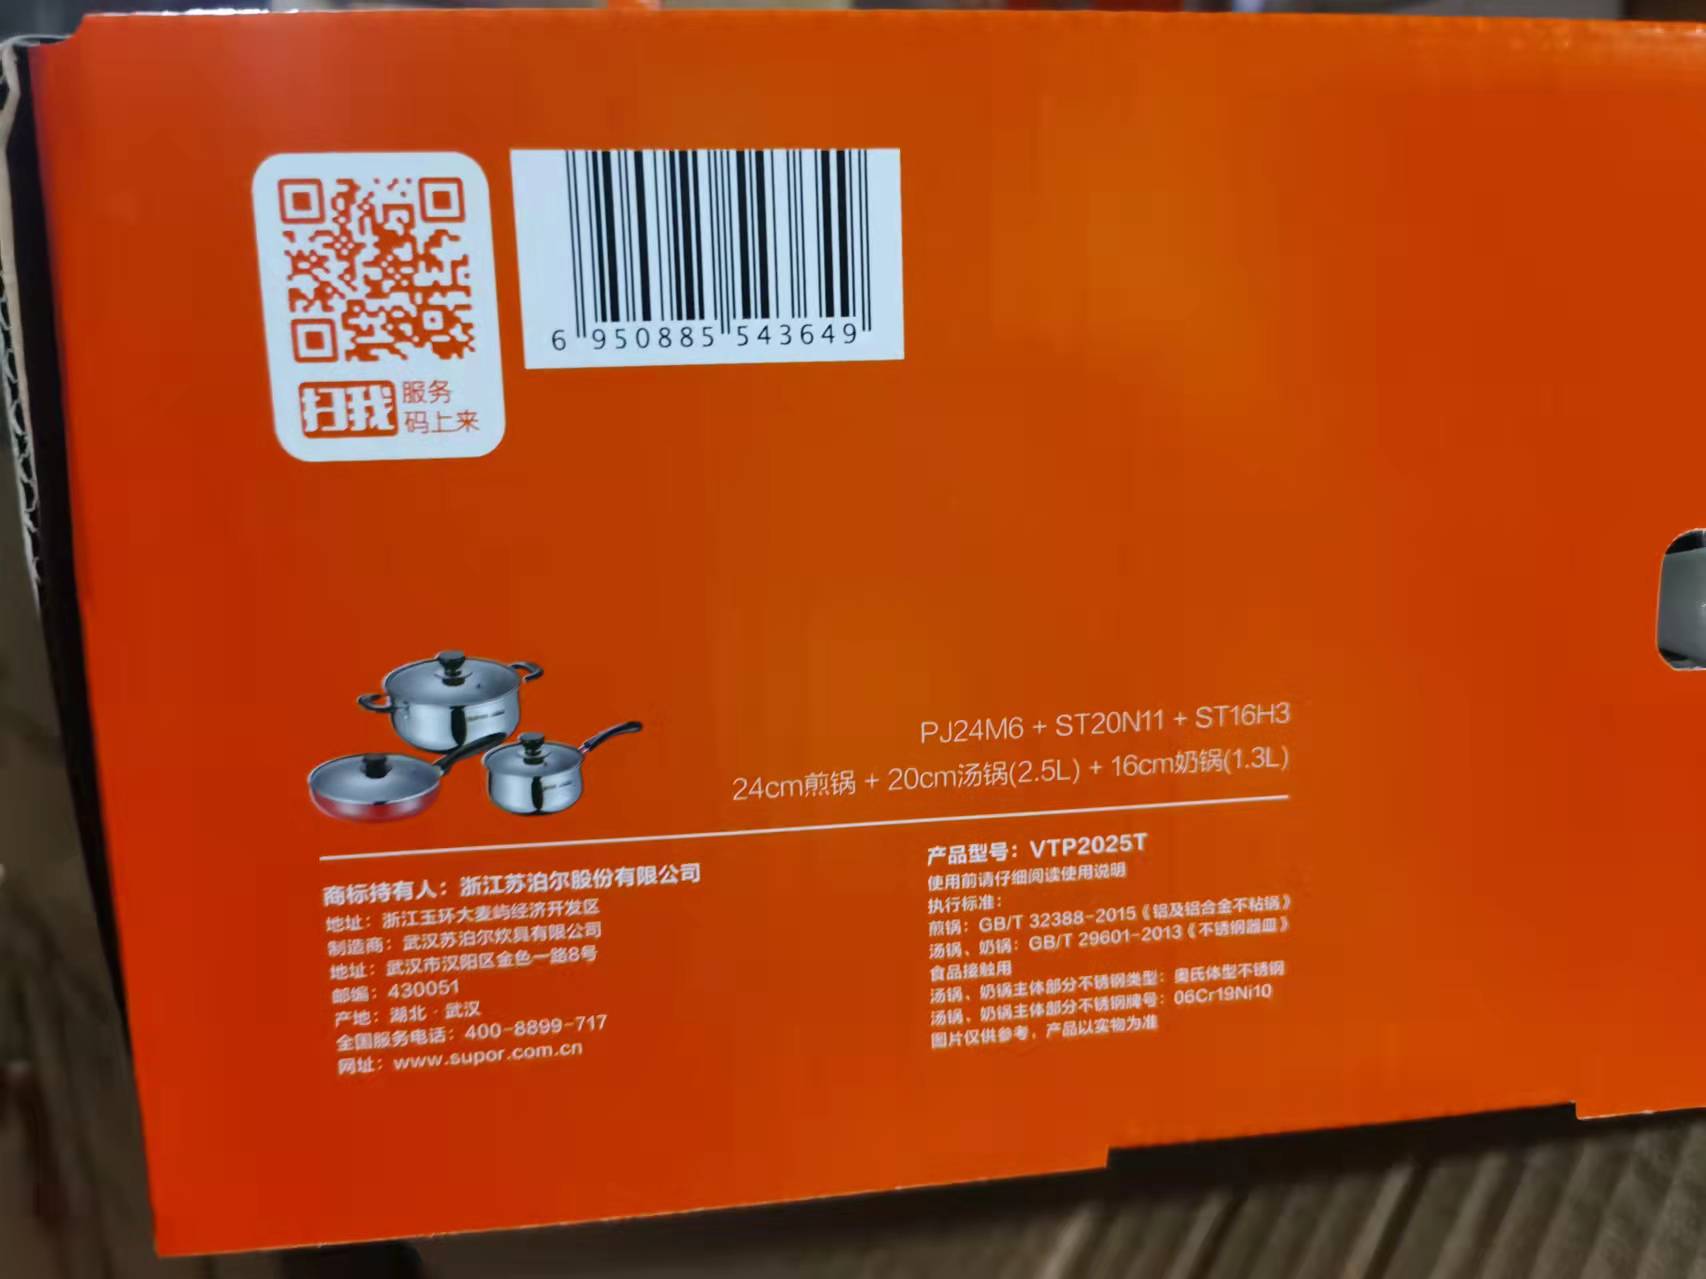 扫我
服务
码上来
6 950885 543649
PJ24M6 + ST20N11 + ST16H3
24cm煎锅 + 20cm汤锅(2.5L) + 16cm奶锅(1.3L)
商标持有人：浙江苏泊尔股份有限公司
地址：浙江玉环大麦屿经济开发区
制造商：武汉苏泊尔炊具有限公司
地址：武汉市汉阳区金色一路8号
邮编：430051
产地：湖北·武汉
全国服务电话：400-8899-717
网址：www.supor.com.cn
产品型号：VTP2025T
使用前请仔细阅读使用说明
执行标准：
煎锅：GB/T 32388-2015《铝及铝合金不粘锅》
汤锅、奶锅：GB/T 29601-2013《不锈钢器皿》
食品接触用
汤锅、奶锅主体部分不锈钢类型：奥氏体型不锈钢
汤锅、奶锅主体部分不锈钢牌号：06Cr19Ni10
图片仅供参考，产品以实物为准